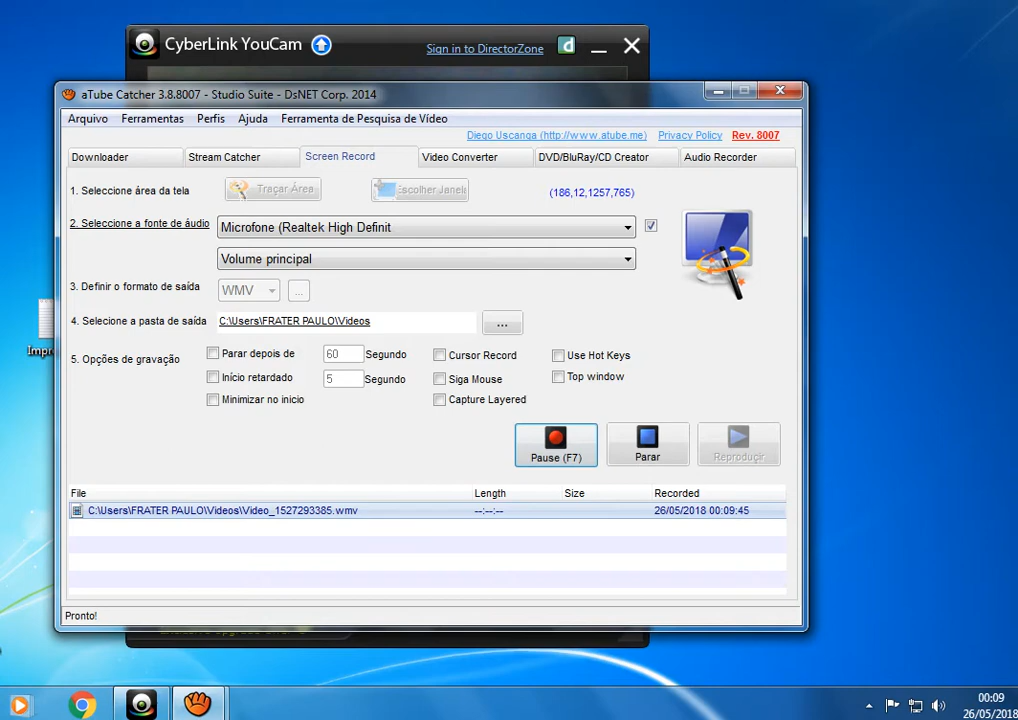 CyberLink YouCam
Sign in to DirectorZone
d
aTube Catcher 3.8.8007 - Studio Suite - DsNET Corp. 2014
Arquivo Ferramentas Perfis Ajuda Ferramenta de Pesquisa de Vídeo
Diego Uscanga (http://www.atube.me) Privacy Policy Rev. 8007
Downloader Stream Catcher Screen Record Video Converter DVD/BluRay/CD Creator Audio Recorder
1. Seleccione área da tela Traçar Área Escolher Janela (186,12,1257,765)
2. Seleccione a fonte de áudio Microfone (Realtek High Definit
Volume principal
3. Definir o formato de saída WMV ...
4. Selecione a pasta de saída C:\Users\FRATER PAULO\Videos ...
5. Opções de gravação
Parar depois de 60 Segundo Cursor Record Use Hot Keys
Início retardado 5 Segundo Siga Mouse Top window
Minimizar no inicio Capture Layered
Pause (F7) Parar Reproduçir
File Length Size Recorded
C:\Users\FRATER PAULO\Videos\Video_1527293385.wmv --:--:-- 26/05/2018 00:09:45
Pronto!
Impre
00:09
26/05/2018